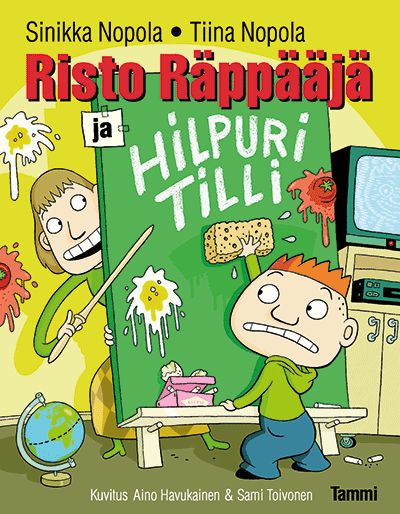 Sinikka Nopola • Tiina Nopola
Risto Räppääjä
ja
HILPURI
TILLI
Kuvitus Aino Havukainen & Sami Toivonen
Tammi